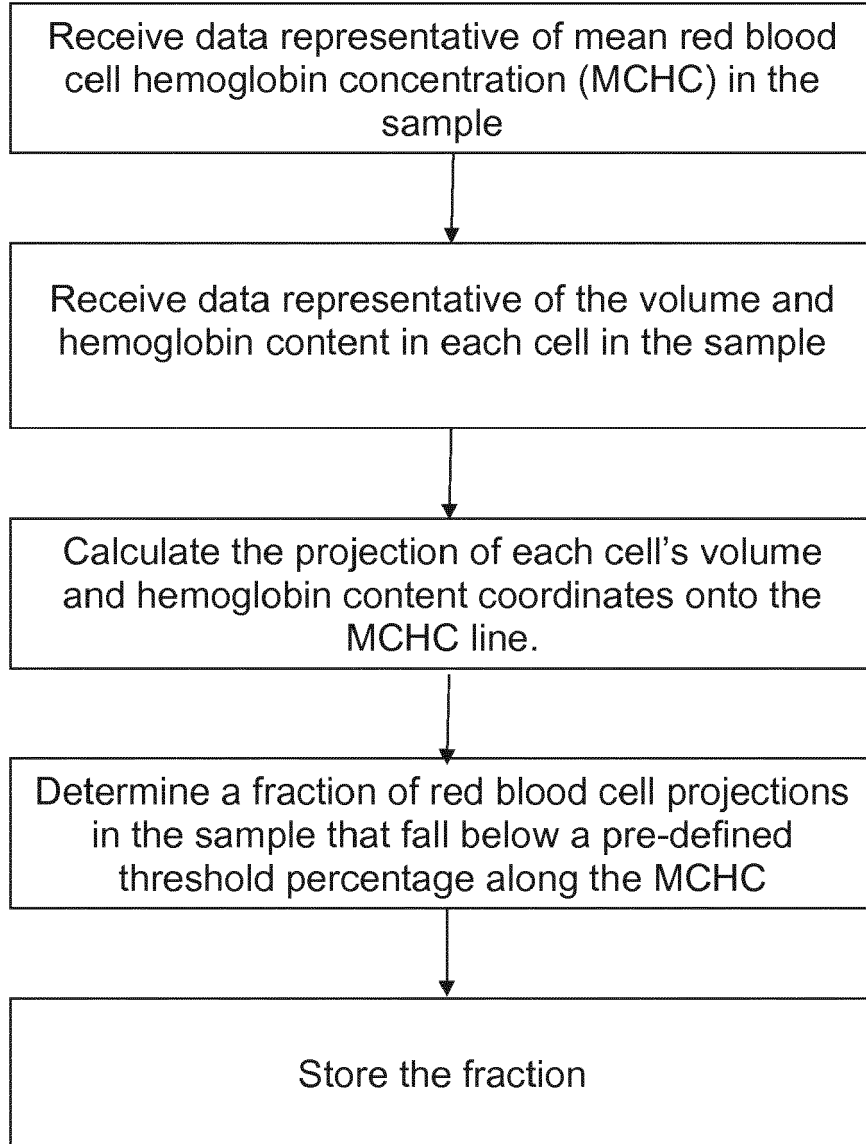 Receive data representative of mean red blood
cell hemoglobin concentration (MCHC) in the
sample
Receive data representative of the volume and
hemoglobin content in each cell in the sample
Calculate the projection of each cell's volume
and hemoglobin content coordinates onto the
MCHC line.
Determine a fraction of red blood cell projections
in the sample that fall below a pre-defined
threshold percentage along the MCHC
Store the fraction